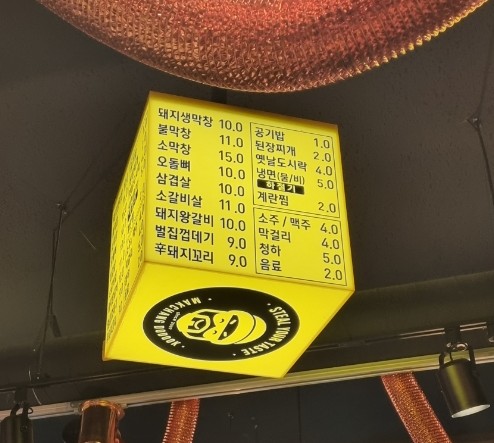 돼지생막창 10.0
불막창 11.0
소막창 15.0
오돌뼈 10.0
삼겹살 10.0
소갈비살 11.0
돼지왕갈비 10.0
벌집껍데기 9.0
辛돼지꼬리 9.0
공기밥 1.0
된장찌개 2.0
옛날도시락 4.0
냉면(물/비) 5.0
하절기
계란찜 2.0
소주 / 맥주 4.0
막걸리 4.0
청하 5.0
음료 2.0
STEAL YOUR TASTE
MAKCHANG DODUK